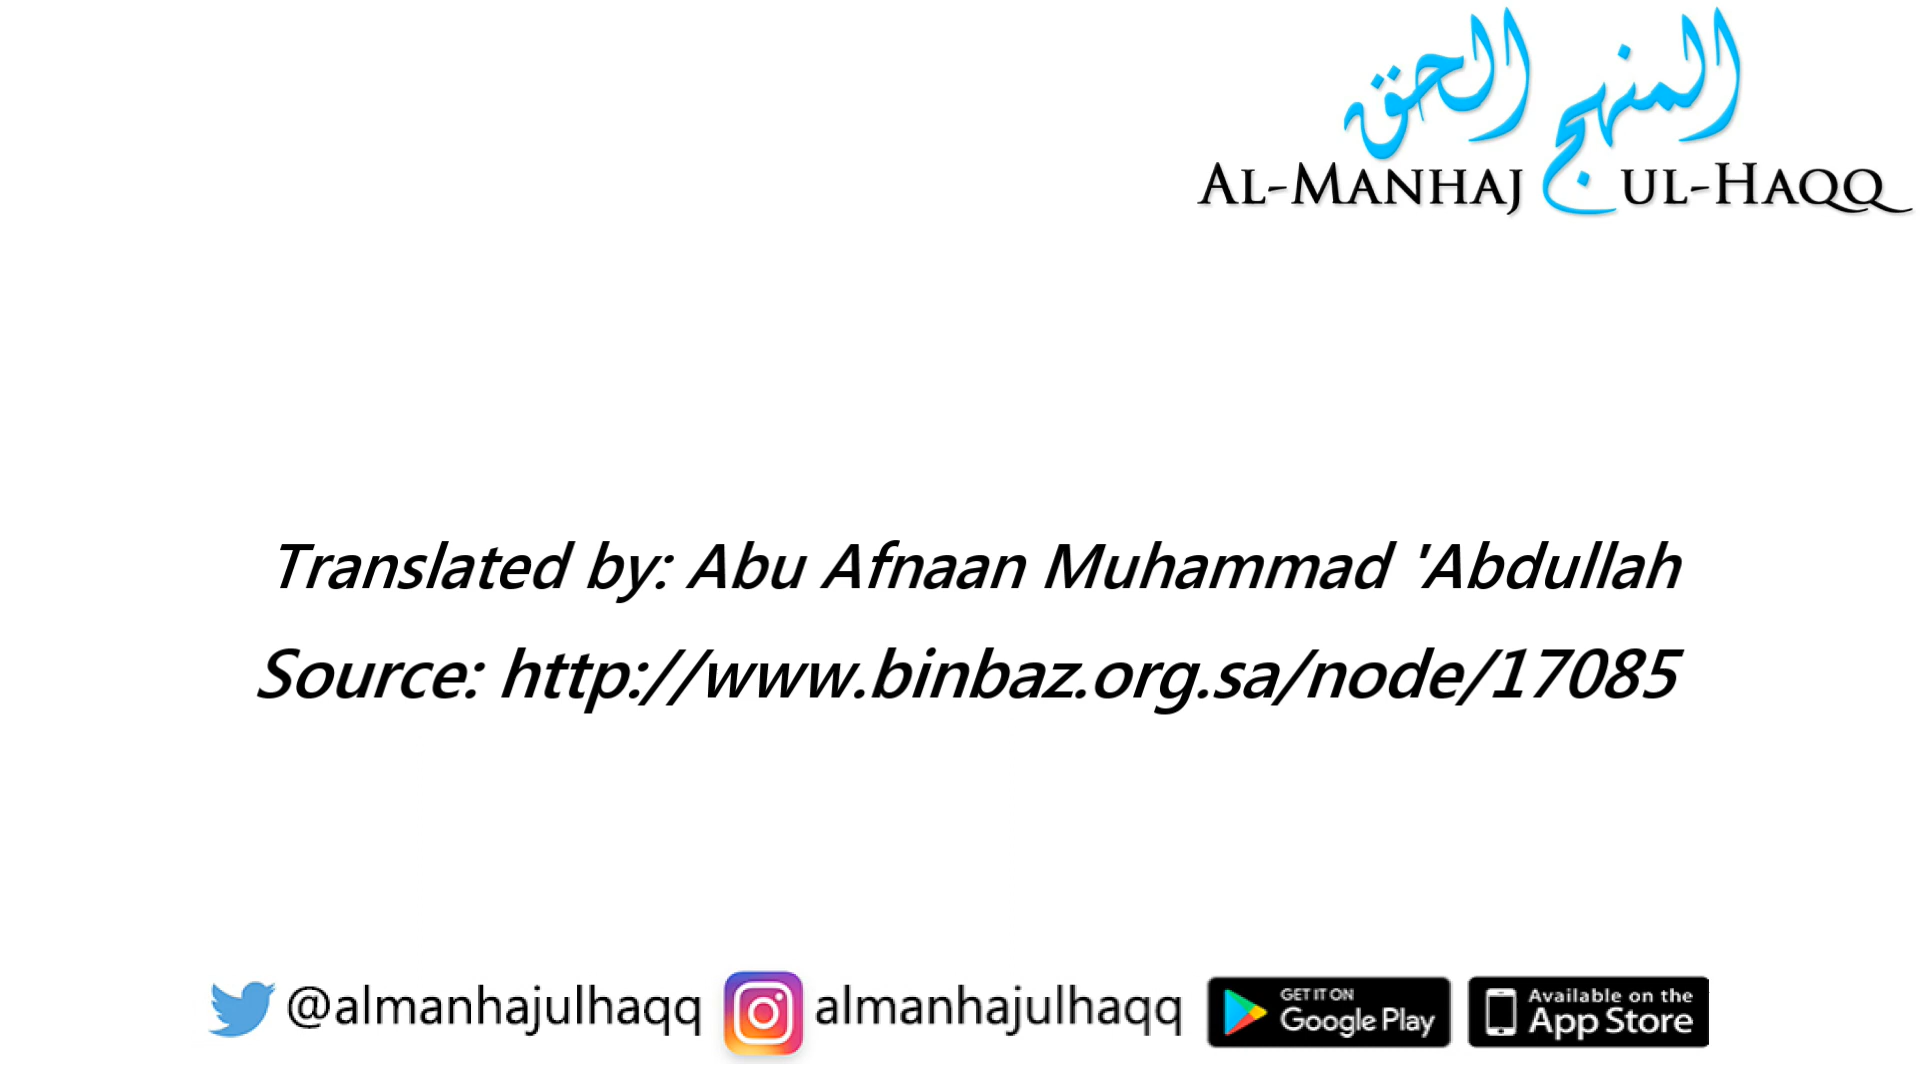 المنهج الحق
AL-MANHAJ UL-HAQQ
Translated by: Abu Afnaan Muhammad 'Abdullah
Source: http://www.binbaz.org.sa/node/17085
@almanhajulhaqq almanhajulhaqq GET IT ON Google Play Available on the App Store